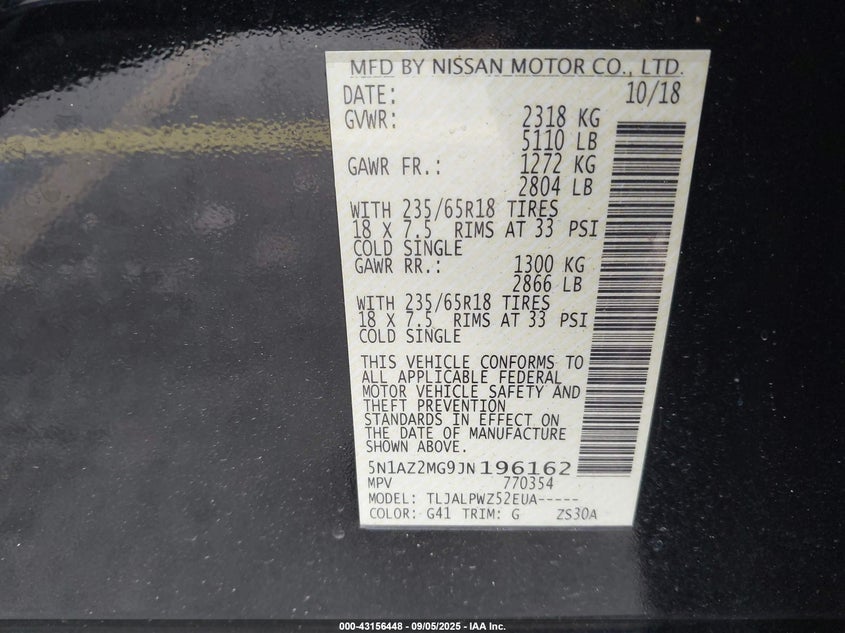 MFD BY NISSAN MOTOR CO., LTD.
DATE: 10/18
GVWR: 2318 KG
5110 LB
GAWR FR.: 1272 KG
2804 LB
WITH 235/65R18 TIRES
18 X 7.5 RIMS AT 33 PSI
COLD SINGLE
GAWR RR.: 1300 KG
2866 LB
WITH 235/65R18 TIRES
18 X 7.5 RIMS AT 33 PSI
COLD SINGLE
THIS VEHICLE CONFORMS TO
ALL APPLICABLE FEDERAL
MOTOR VEHICLE SAFETY AND
THEFT PREVENTION
STANDARDS IN EFFECT ON
THE DATE OF MANUFACTURE
SHOWN ABOVE.
5N1AZ2MG9JN196162
MPV 770354
MODEL: TLJALPWZ52EUA-----
COLOR: G41 TRIM: G ZS30A
000-43156448 - 09/05/2025 - IAA Inc.